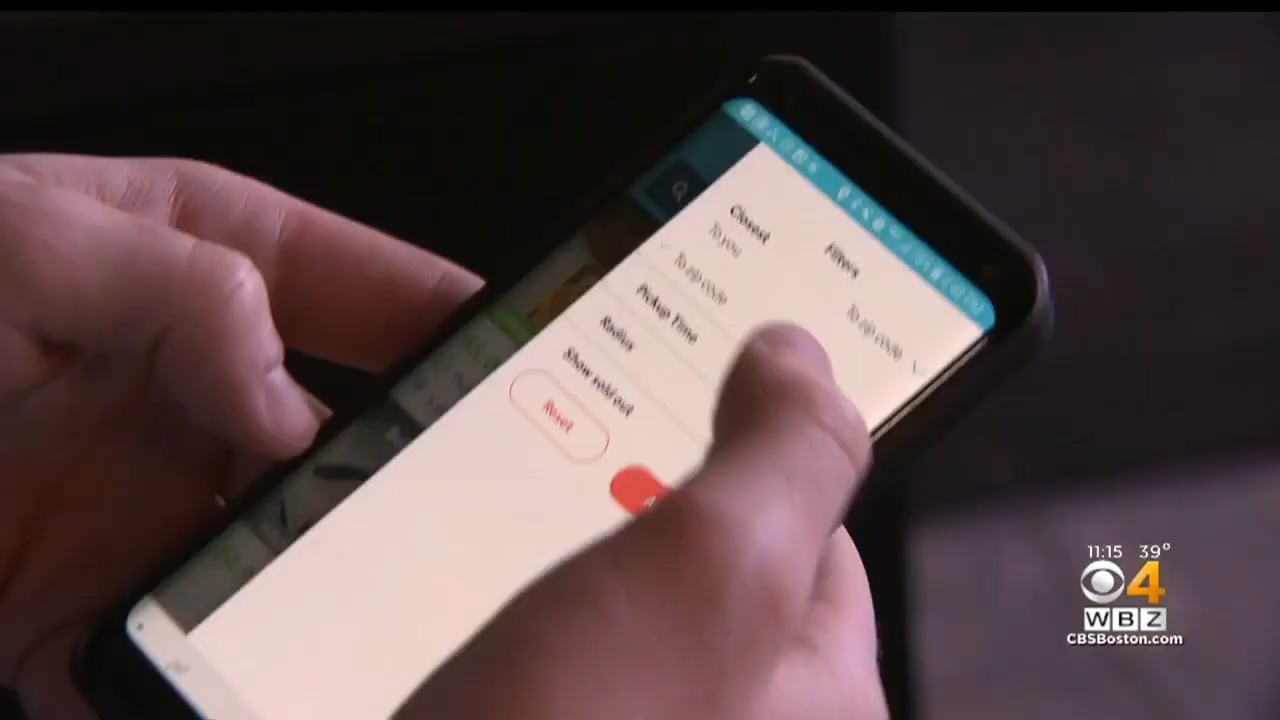 Filters
Closest
To you
To zip code
To zip code
Pickup Time
Radius
Show sold out
Reset
11:15 39°
4
WBZ
CBSBoston.com